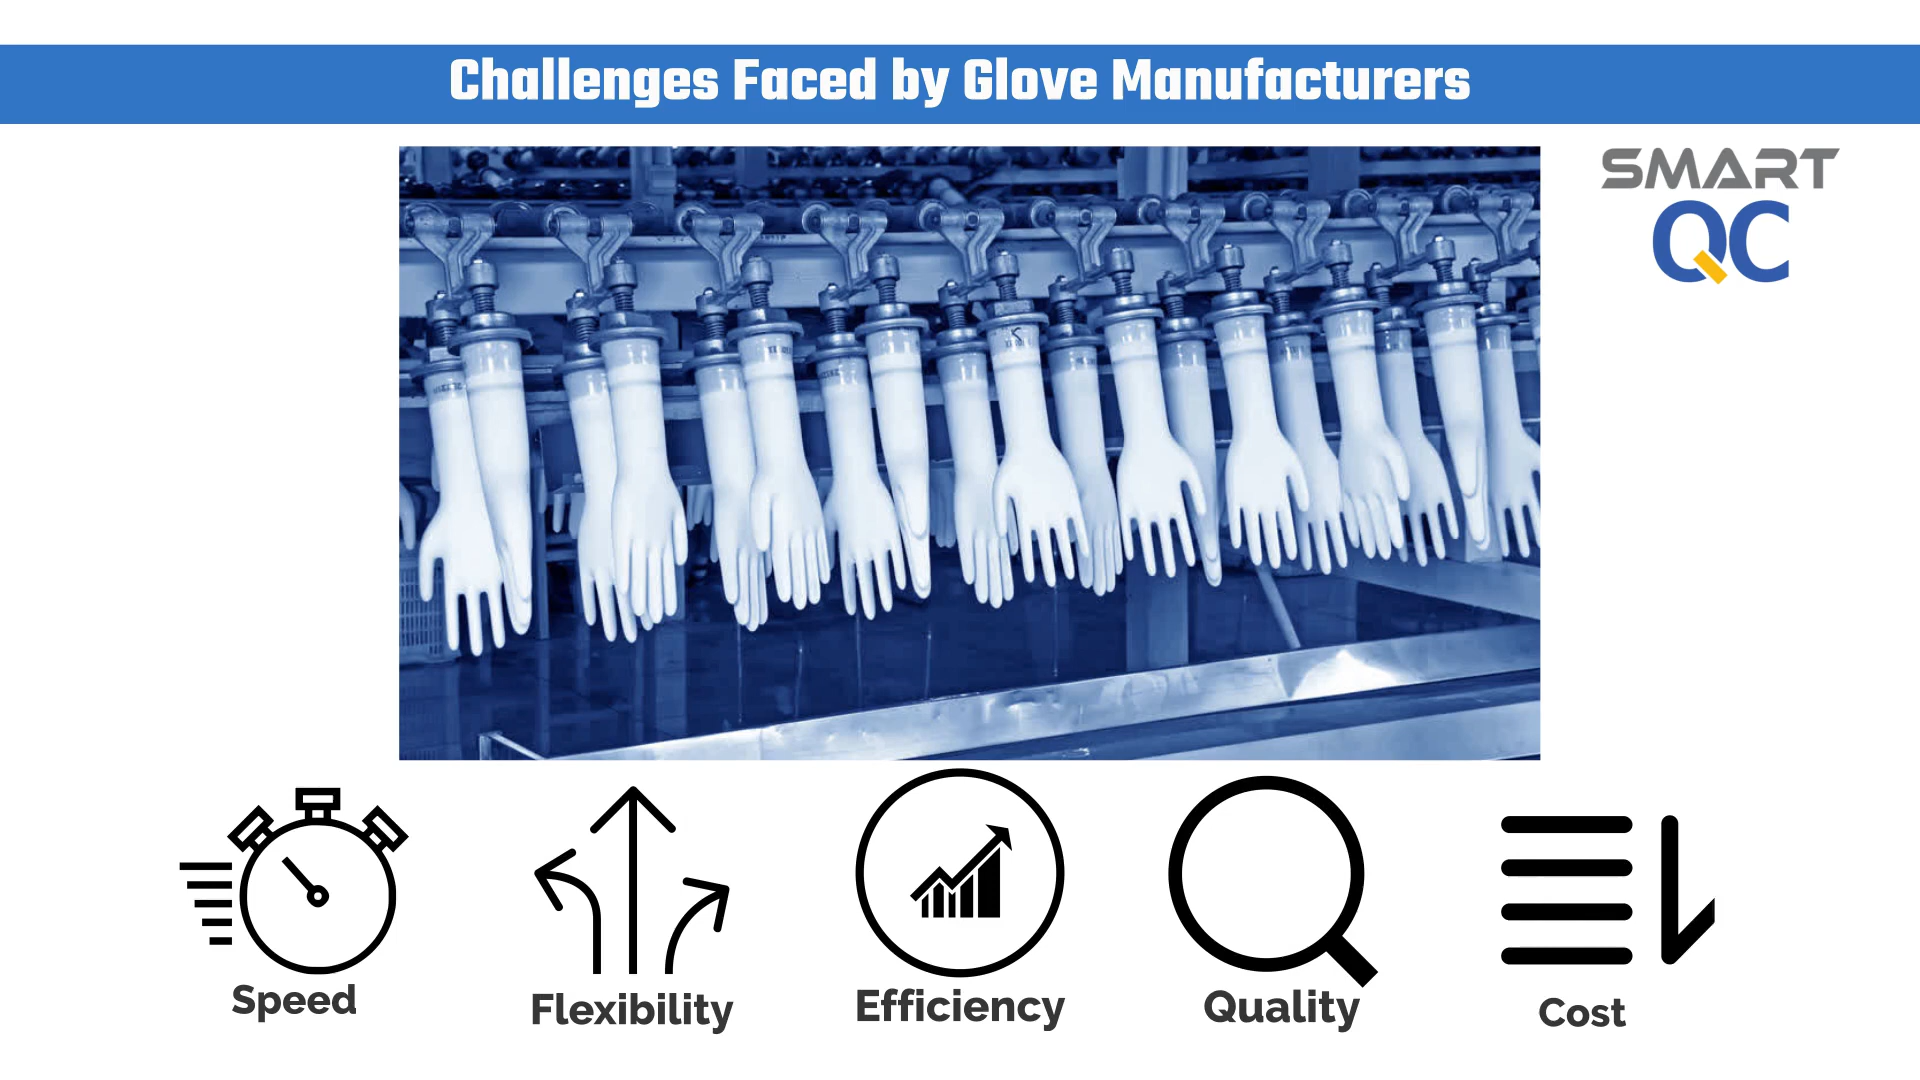 Challenges Faced by Glove Manufacturers
SMART
QC
Speed
Flexibility
Efficiency
Quality
Cost